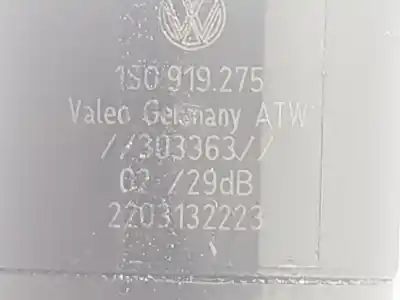 1S0 919.275
Valeo Germany ATW
//303363//
02 /29dB
2203132223